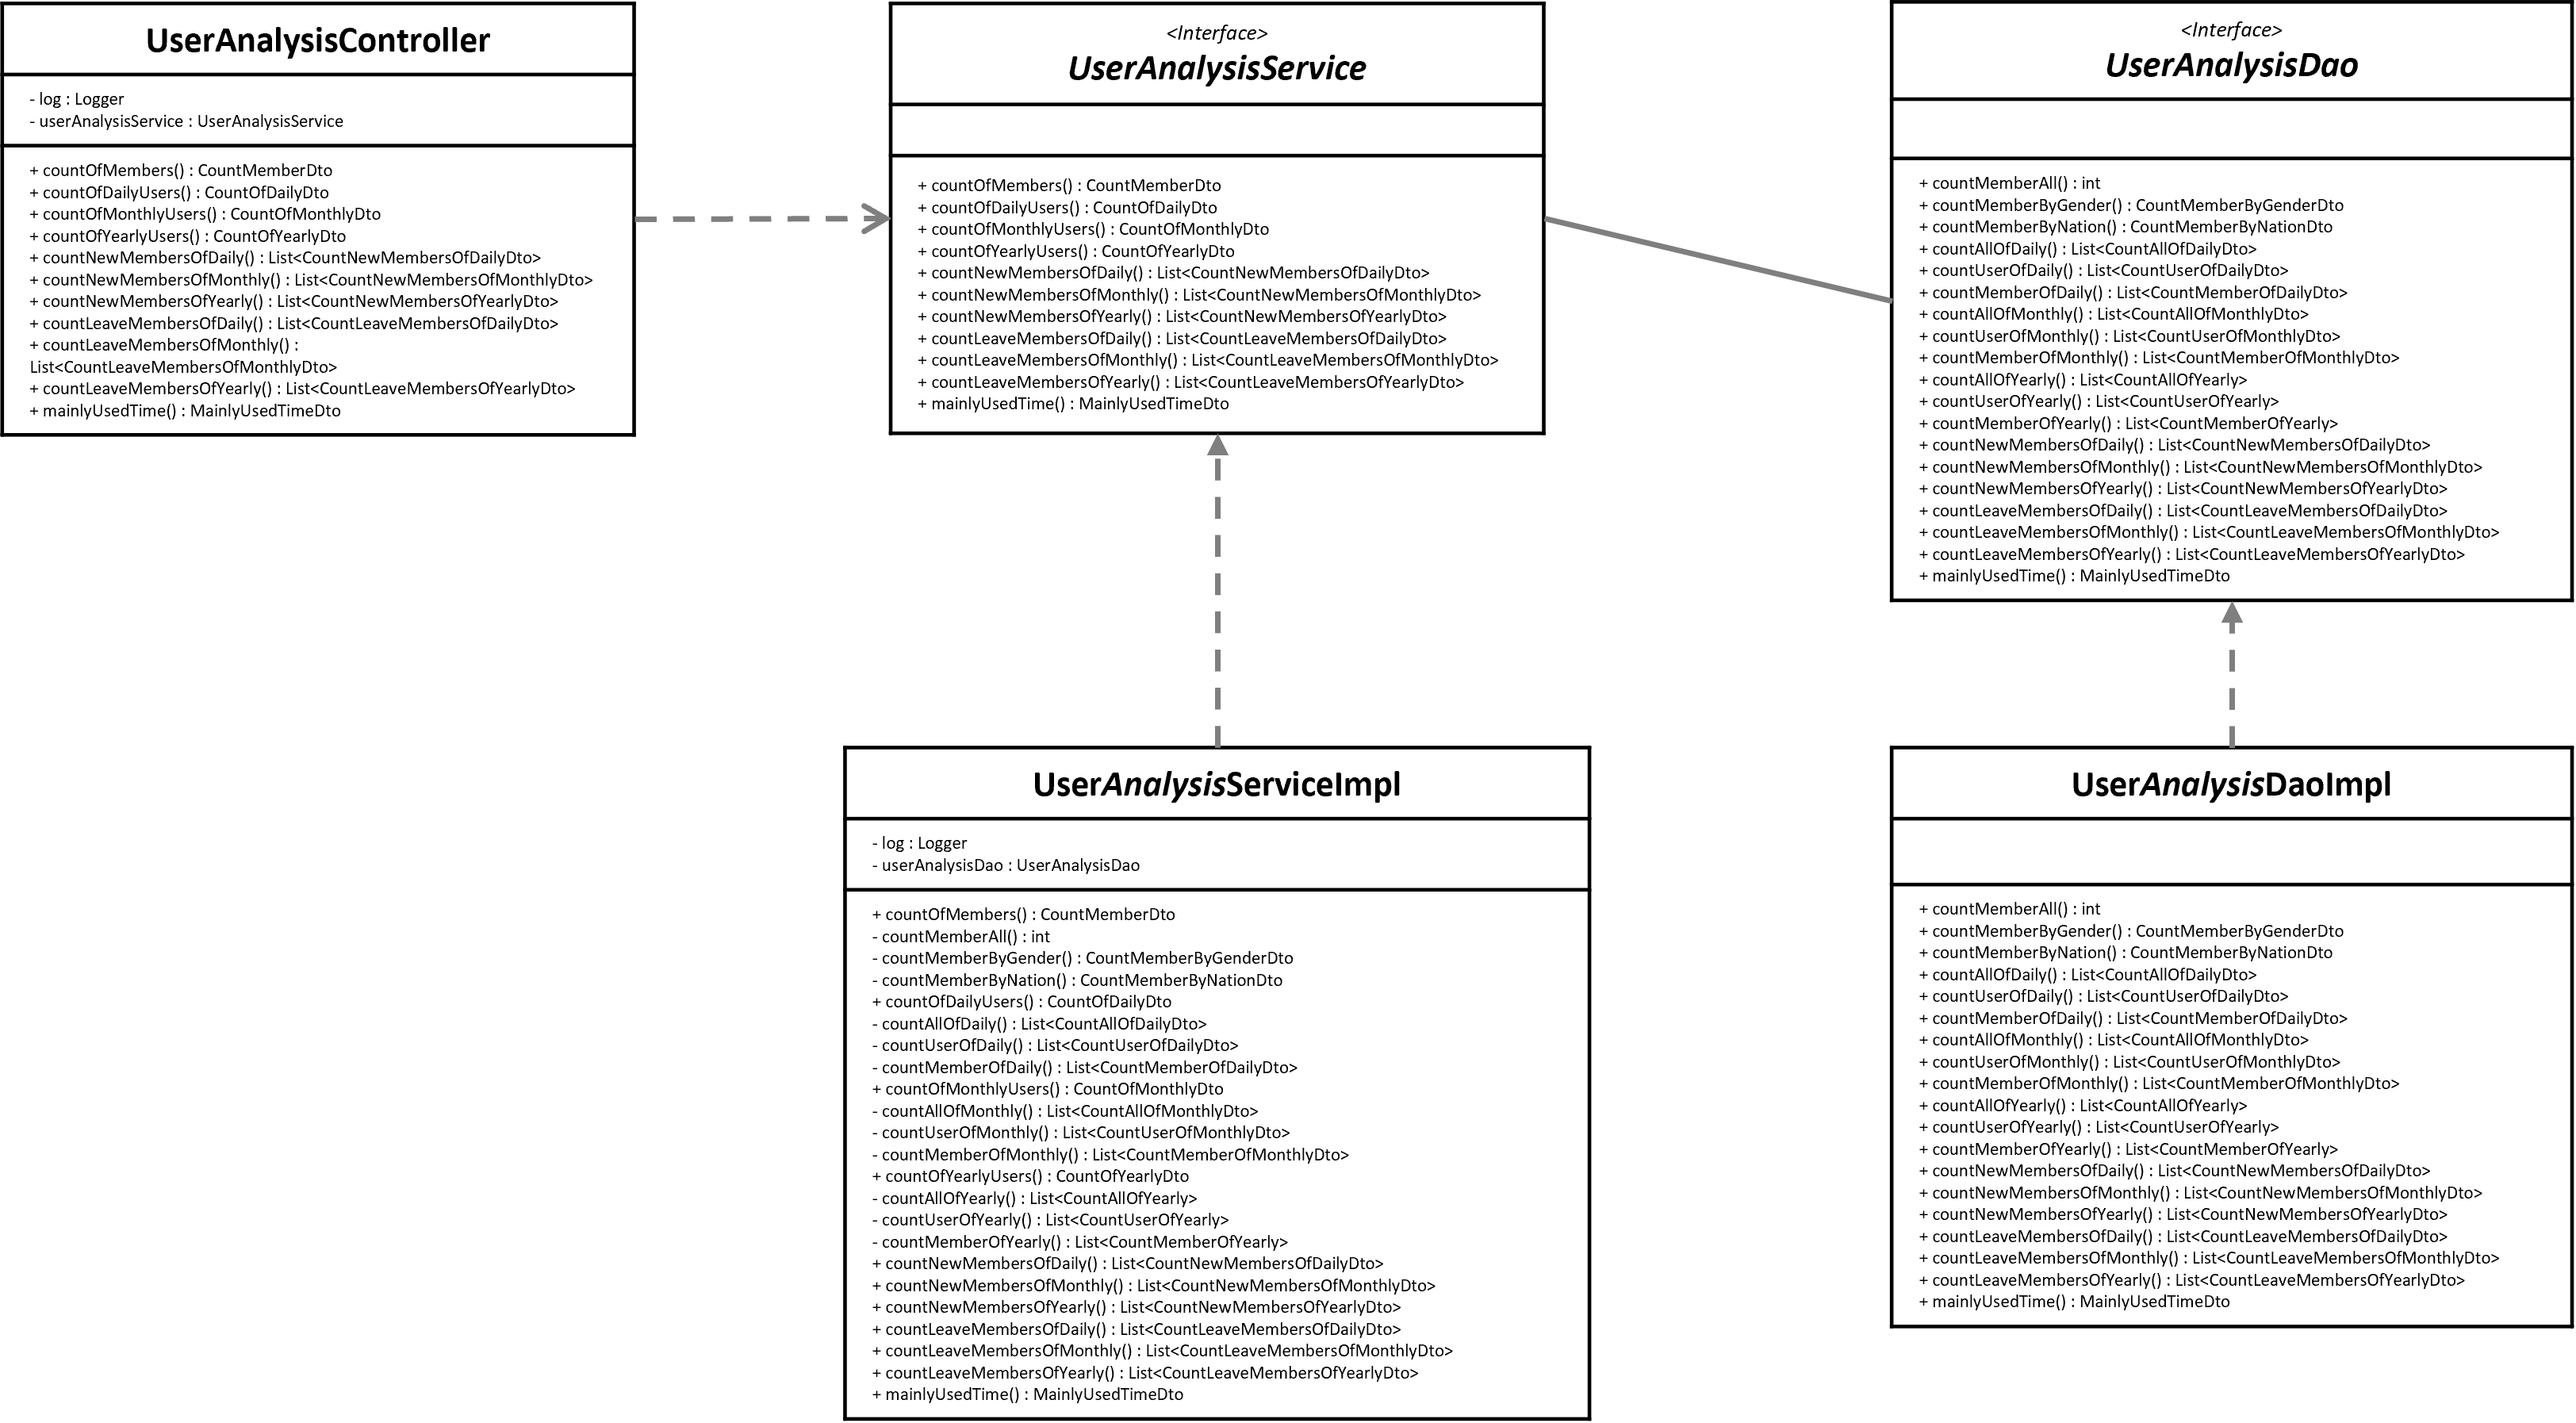 UserAnalysisController
- log : Logger
- userAnalysisService : UserAnalysisService
+ countOfMembers() : CountMemberDto
+ countOfDailyUsers() : CountOfDailyDto
+ countOfMonthlyUsers() : CountOfMonthlyDto
+ countOfYearlyUsers() : CountOfYearlyDto
+ countNewMembersOfDaily() : List<CountNewMembersOfDailyDto>
+ countNewMembersOfMonthly() : List<CountNewMembersOfMonthlyDto>
+ countNewMembersOfYearly() : List<CountNewMembersOfYearlyDto>
+ countLeaveMembersOfDaily() : List<CountLeaveMembersOfDailyDto>
+ countLeaveMembersOfMonthly() :
List<CountLeaveMembersOfMonthlyDto>
+ countLeaveMembersOfYearly() : List<CountLeaveMembersOfYearlyDto>
+ mainlyUsedTime() : MainlyUsedTimeDto
<Interface>
UserAnalysisService
+ countOfMembers() : CountMemberDto
+ countOfDailyUsers() : CountOfDailyDto
+ countOfMonthlyUsers() : CountOfMonthlyDto
+ countOfYearlyUsers() : CountOfYearlyDto
+ countNewMembersOfDaily() : List<CountNewMembersOfDailyDto>
+ countNewMembersOfMonthly() : List<CountNewMembersOfMonthlyDto>
+ countNewMembersOfYearly() : List<CountNewMembersOfYearlyDto>
+ countLeaveMembersOfDaily() : List<CountLeaveMembersOfDailyDto>
+ countLeaveMembersOfMonthly() : List<CountLeaveMembersOfMonthlyDto>
+ countLeaveMembersOfYearly() : List<CountLeaveMembersOfYearlyDto>
+ mainlyUsedTime() : MainlyUsedTimeDto
<Interface>
UserAnalysisDao
+ countMemberAll() : int
+ countMemberByGender() : CountMemberByGenderDto
+ countMemberByNation() : CountMemberByNationDto
+ countAllOfDaily() : List<CountAllOfDailyDto>
+ countUserOfDaily() : List<CountUserOfDailyDto>
+ countMemberOfDaily() : List<CountMemberOfDailyDto>
+ countAllOfMonthly() : List<CountAllOfMonthlyDto>
+ countUserOfMonthly() : List<CountUserOfMonthlyDto>
+ countMemberOfMonthly() : List<CountMemberOfMonthlyDto>
+ countAllOfYearly() : List<CountAllOfYearly>
+ countUserOfYearly() : List<CountUserOfYearly>
+ countMemberOfYearly() : List<CountMemberOfYearly>
+ countNewMembersOfDaily() : List<CountNewMembersOfDailyDto>
+ countNewMembersOfMonthly() : List<CountNewMembersOfMonthlyDto>
+ countNewMembersOfYearly() : List<CountNewMembersOfYearlyDto>
+ countLeaveMembersOfDaily() : List<CountLeaveMembersOfDailyDto>
+ countLeaveMembersOfMonthly() : List<CountLeaveMembersOfMonthlyDto>
+ countLeaveMembersOfYearly() : List<CountLeaveMembersOfYearlyDto>
+ mainlyUsedTime() : MainlyUsedTimeDto
UserAnalysisServiceImpl
- log : Logger
- userAnalysisDao : UserAnalysisDao
+ countOfMembers() : CountMemberDto
- countMemberAll() : int
- countMemberByGender() : CountMemberByGenderDto
- countMemberByNation() : CountMemberByNationDto
+ countOfDailyUsers() : CountOfDailyDto
- countAllOfDaily() : List<CountAllOfDailyDto>
- countUserOfDaily() : List<CountUserOfDailyDto>
- countMemberOfDaily() : List<CountMemberOfDailyDto>
+ countOfMonthlyUsers() : CountOfMonthlyDto
- countAllOfMonthly() : List<CountAllOfMonthlyDto>
- countUserOfMonthly() : List<CountUserOfMonthlyDto>
- countMemberOfMonthly() : List<CountMemberOfMonthlyDto>
+ countOfYearlyUsers() : CountOfYearlyDto
- countAllOfYearly() : List<CountAllOfYearly>
- countUserOfYearly() : List<CountUserOfYearly>
- countMemberOfYearly() : List<CountMemberOfYearly>
+ countNewMembersOfDaily() : List<CountNewMembersOfDailyDto>
+ countNewMembersOfMonthly() : List<CountNewMembersOfMonthlyDto>
+ countNewMembersOfYearly() : List<CountNewMembersOfYearlyDto>
+ countLeaveMembersOfDaily() : List<CountLeaveMembersOfDailyDto>
+ countLeaveMembersOfMonthly() : List<CountLeaveMembersOfMonthlyDto>
+ countLeaveMembersOfYearly() : List<CountLeaveMembersOfYearlyDto>
+ mainlyUsedTime() : MainlyUsedTimeDto
UserAnalysisDaoImpl
+ countMemberAll() : int
+ countMemberByGender() : CountMemberByGenderDto
+ countMemberByNation() : CountMemberByNationDto
+ countAllOfDaily() : List<CountAllOfDailyDto>
+ countUserOfDaily() : List<CountUserOfDailyDto>
+ countMemberOfDaily() : List<CountMemberOfDailyDto>
+ countAllOfMonthly() : List<CountAllOfMonthlyDto>
+ countUserOfMonthly() : List<CountUserOfMonthlyDto>
+ countMemberOfMonthly() : List<CountMemberOfMonthlyDto>
+ countAllOfYearly() : List<CountAllOfYearly>
+ countUserOfYearly() : List<CountUserOfYearly>
+ countMemberOfYearly() : List<CountMemberOfYearly>
+ countNewMembersOfDaily() : List<CountNewMembersOfDailyDto>
+ countNewMembersOfMonthly() : List<CountNewMembersOfMonthlyDto>
+ countNewMembersOfYearly() : List<CountNewMembersOfYearlyDto>
+ countLeaveMembersOfDaily() : List<CountLeaveMembersOfDailyDto>
+ countLeaveMembersOfMonthly() : List<CountLeaveMembersOfMonthlyDto>
+ countLeaveMembersOfYearly() : List<CountLeaveMembersOfYearlyDto>
+ mainlyUsedTime() : MainlyUsedTimeDto